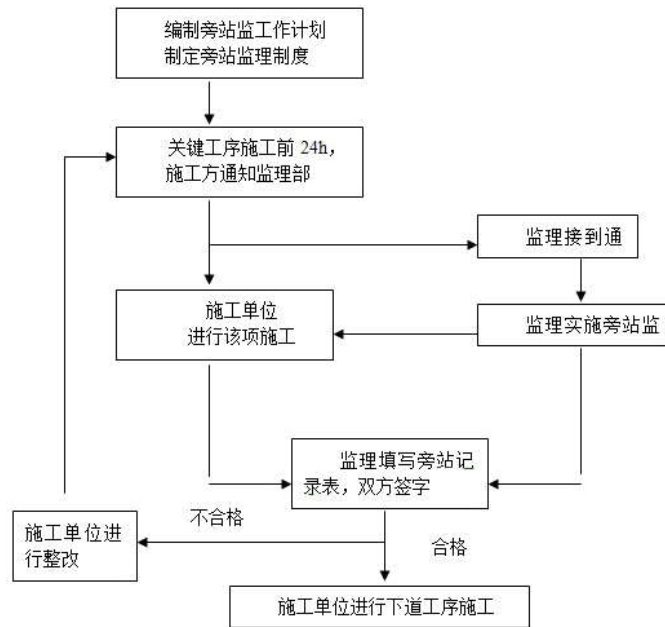 编制旁站监工作计划
制定旁站监理制度
关键工序施工前 24h，
施工方通知监理部
监理接到通
施工单位
进行该项施工
监理实施旁站监
监理填写旁站记
录表，双方签字
不合格
施工单位进
行整改
合格
施工单位进行下道工序施工